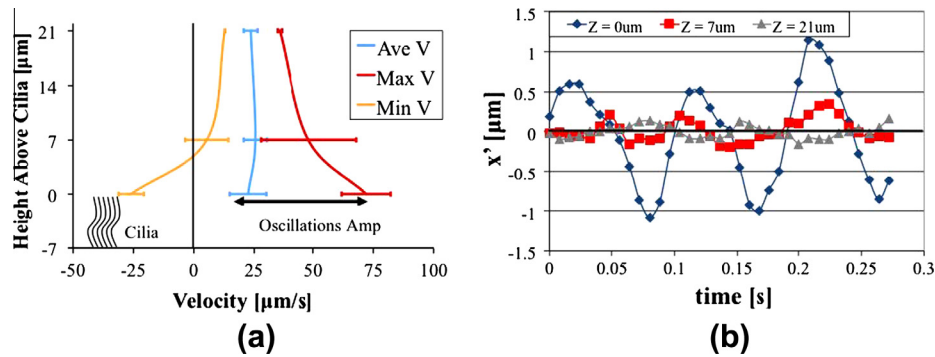 21
14
7
0
-7
Height Above Cilia [µm]
Ave V
Max V
Min V
Cilia
Oscillations Amp
-50 -25 0 25 50 75 100
Velocity [µm/s]
(a)
Z = 0um Z = 7um Z = 21um
1.5
1
0.5
0
-0.5
-1
-1.5
x' [µm]
0 0.05 0.1 0.15 0.2 0.25 0.3
time [s]
(b)